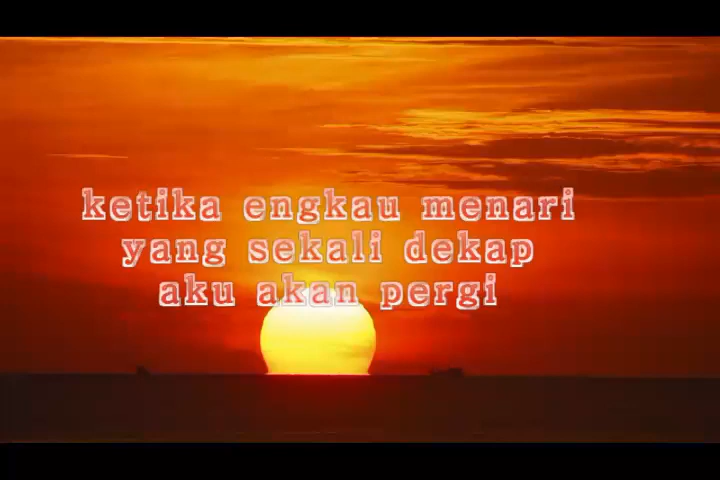 ketika engkau menari
yang sekali dekap
aku akan pergi